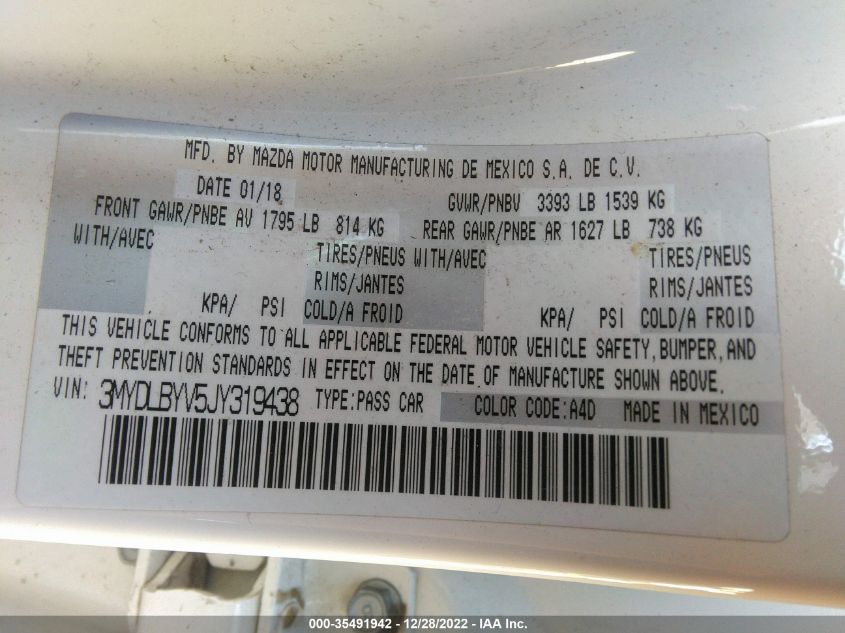 MFD. BY MAZDA MOTOR MANUFACTURING DE MEXICO S.A. DE C.V.
DATE 01/18 GVWR/PNBV 3393 LB 1539 KG
FRONT GAWR/PNBE AV 1795 LB 814 KG REAR GAWR/PNBE AR 1627 LB 738 KG
WITH/AVEC TIRES/PNEUS WITH/AVEC TIRES/PNEUS
RIMS/JANTES RIMS/JANTES
KPA/ PSI COLD/A FROID KPA/ PSI COLD/A FROID
THIS VEHICLE CONFORMS TO ALL APPLICABLE FEDERAL MOTOR VEHICLE SAFETY, BUMPER, AND
THEFT PREVENTION STANDARDS IN EFFECT ON THE DATE OF MANUFACTURE SHOWN ABOVE.
VIN: 3MYDLBYV5JY319438 TYPE:PASS CAR COLOR CODE:A4D MADE IN MEXICO
000-35491942 - 12/28/2022 - IAA Inc.